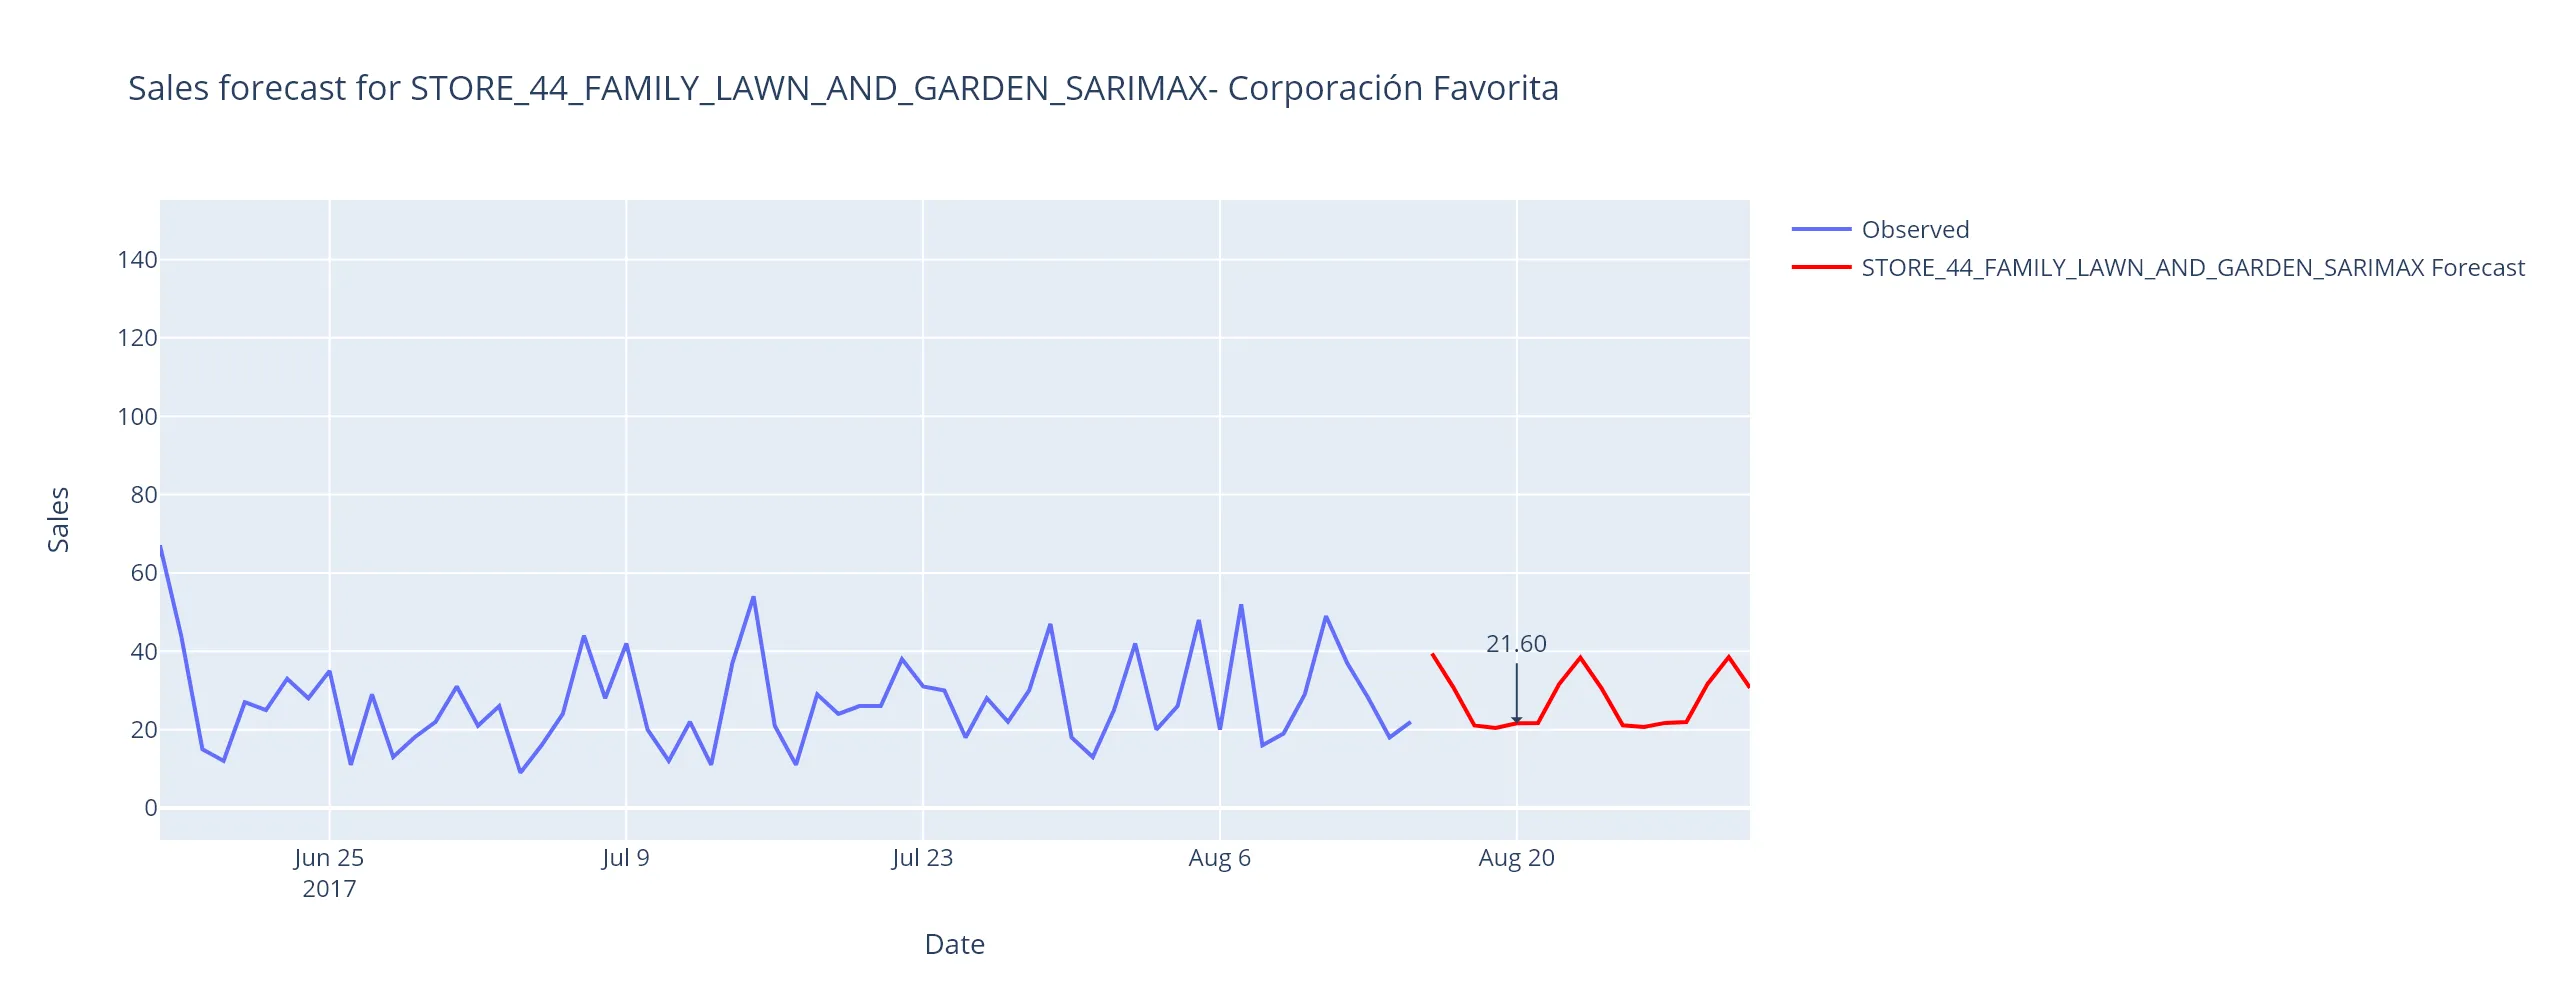 Sales forecast for STORE_44_FAMILY_LAWN_AND_GARDEN_SARIMAX- Corporación Favorita
Observed
STORE_44_FAMILY_LAWN_AND_GARDEN_SARIMAX Forecast
140
120
100
80
60
40
20
0
Sales
21.60
Jun 25
2017
Jul 9
Jul 23
Aug 6
Aug 20
Date